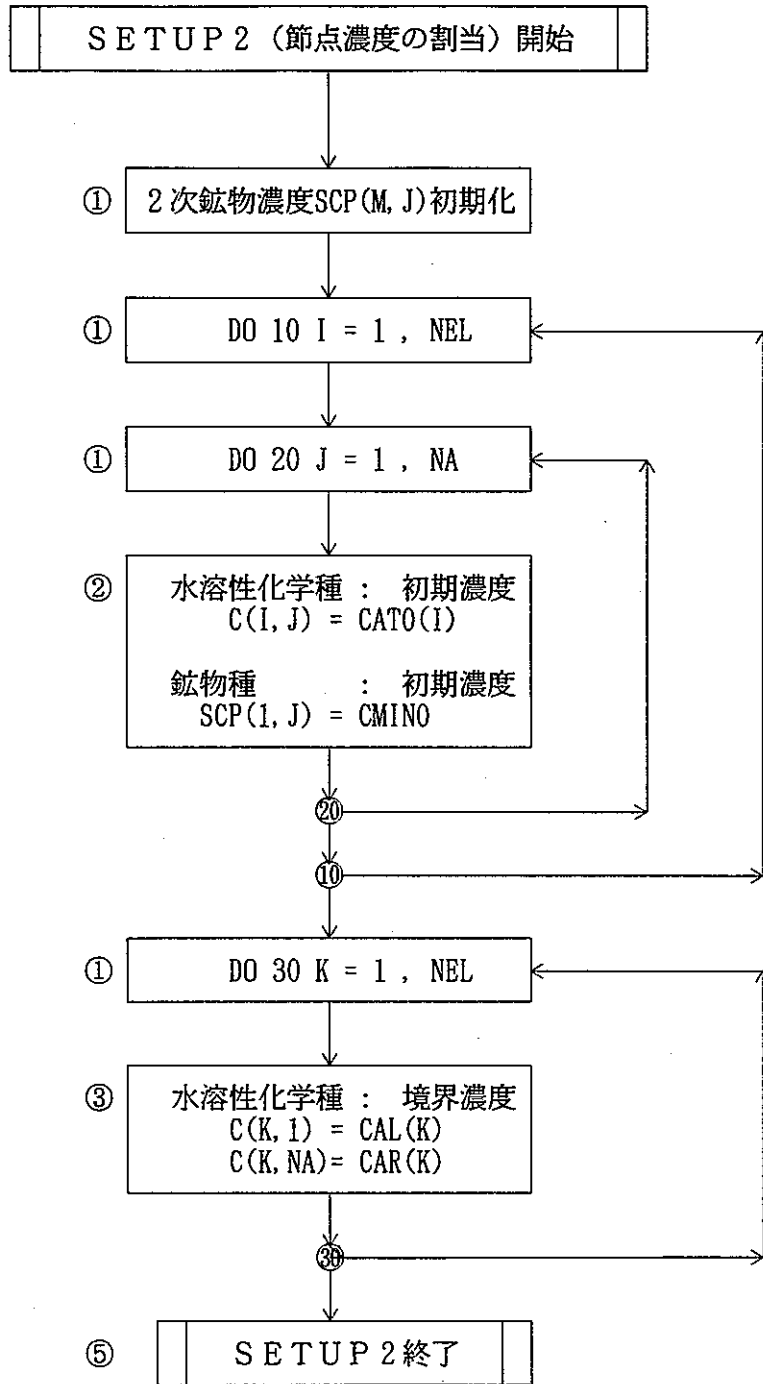 SETUP2（節点濃度の割当）開始
① 2次鉱物濃度SCP(M,J)初期化
① DO 10 I = 1 , NEL
① DO 20 J = 1 , NA
② 水溶性化学種 : 初期濃度
C(I,J) = CAT0(I)
鉱物種 : 初期濃度
SCP(1,J) = CMIN0
20
10
① DO 30 K = 1 , NEL
③ 水溶性化学種 : 境界濃度
C(K,1) = CAL(K)
C(K,NA)= CAR(K)
30
⑤ SETUP2終了